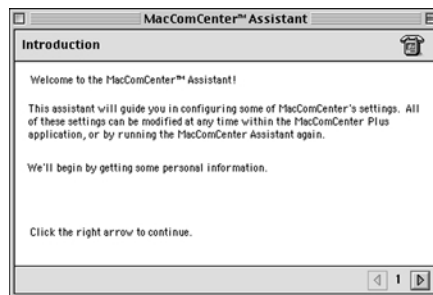 MacComCenter™ Assistant
Introduction
Welcome to the MacComCenter™ Assistant!
This assistant will guide you in configuring some of MacComCenter's settings. All
of these settings can be modified at any time within the MacComCenter Plus
application, or by running the MacComCenter Assistant again.
We'll begin by getting some personal information.
Click the right arrow to continue.
1